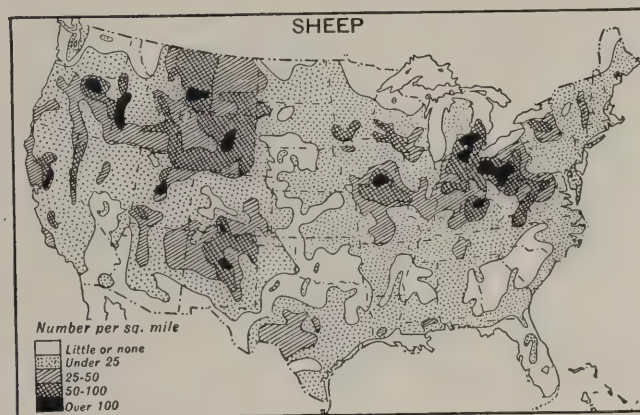 SHEEP
Number per sq. mile
Little or none
Under 25
25-50
50-100
Over 100